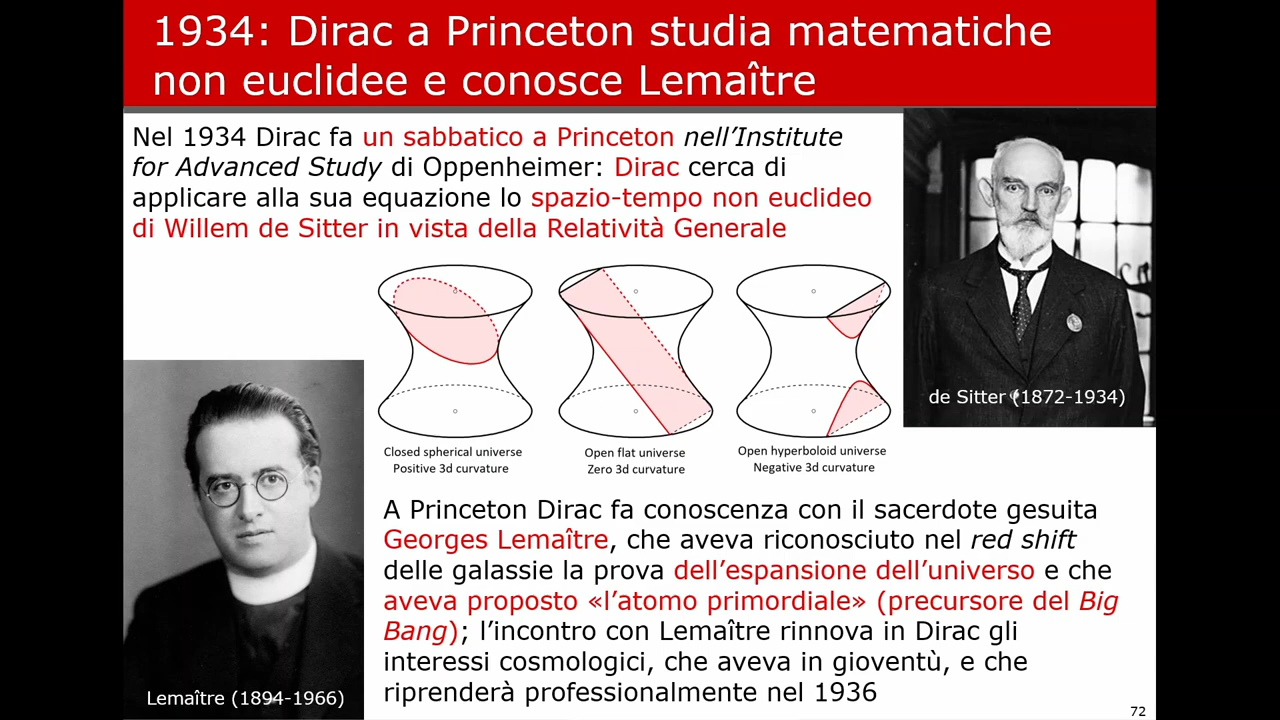 1934: Dirac a Princeton studia matematiche
non euclidee e conosce Lemaître
Nel 1934 Dirac fa un sabbatico a Princeton nell’Institute
for Advanced Study di Oppenheimer: Dirac cerca di
applicare alla sua equazione lo spazio-tempo non euclideo
di Willem de Sitter in vista della Relatività Generale
de Sitter (1872-1934)
Closed spherical universe
Positive 3d curvature
Open flat universe
Zero 3d curvature
Open hyperboloid universe
Negative 3d curvature
A Princeton Dirac fa conoscenza con il sacerdote gesuita
Georges Lemaître, che aveva riconosciuto nel red shift
delle galassie la prova dell’espansione dell’universo e che
aveva proposto «l’atomo primordiale» (precursore del Big
Bang); l’incontro con Lemaître rinnova in Dirac gli
interessi cosmologici, che aveva in gioventù, e che
riprenderà professionalmente nel 1936
Lemaître (1894-1966)
72